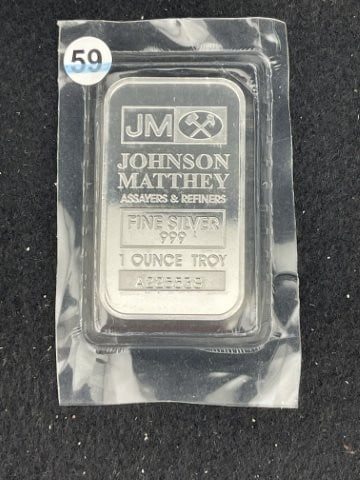 59
JM
JOHNSON
MATTHEY
ASSAYERS & REFINERS
FINE SILVER
999
1 OUNCE TROY